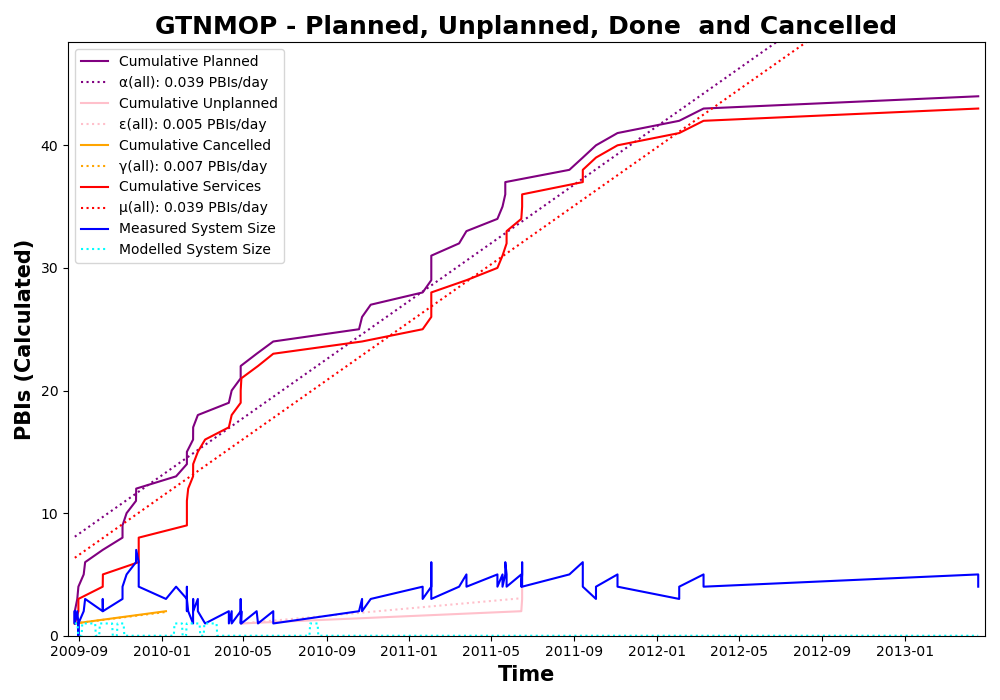 GTNMOP - Planned, Unplanned, Done  and Cancelled
Cumulative Planned
α(all): 0.039 PBIs/day
Cumulative Unplanned
ε(all): 0.005 PBIs/day
Cumulative Cancelled
γ(all): 0.007 PBIs/day
Cumulative Services
μ(all): 0.039 PBIs/day
Measured System Size
Modelled System Size
PBIs (Calculated)
40
30
20
10
0
2009-09 2010-01 2010-05 2010-09 2011-01 2011-05 2011-09 2012-01 2012-05 2012-09 2013-01
Time